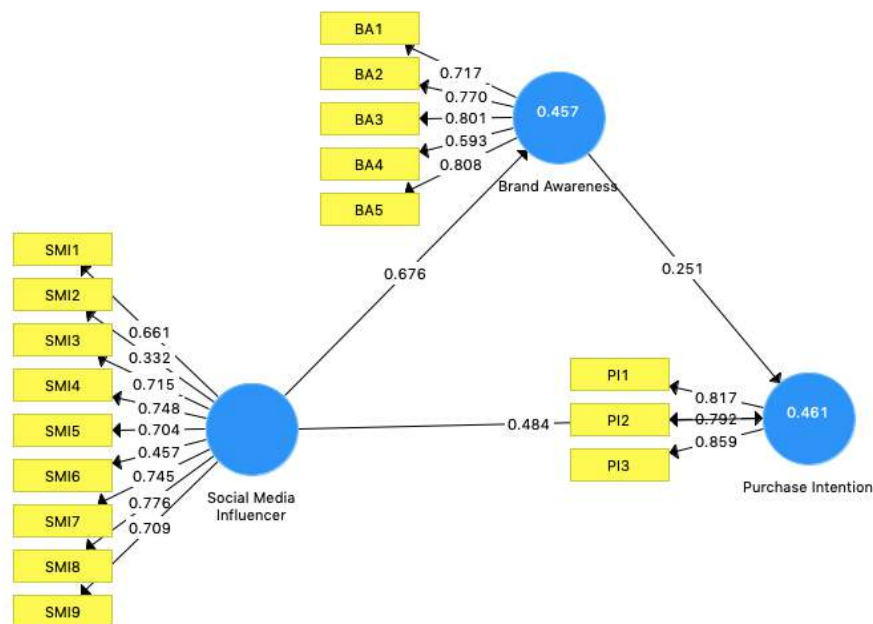 BA1
BA2
BA3
BA4
BA5
0.717
0.770
0.801
0.593
0.808
0.457
Brand Awareness
0.676
0.251
SMI1
SMI2
SMI3
SMI4
SMI5
SMI6
SMI7
SMI8
SMI9
0.661
0.332
0.715
0.748
0.704
0.457
0.745
0.776
0.709
Social Media
Influencer
0.484
PI1
PI2
PI3
0.817
0.792
0.859
0.461
Purchase Intention